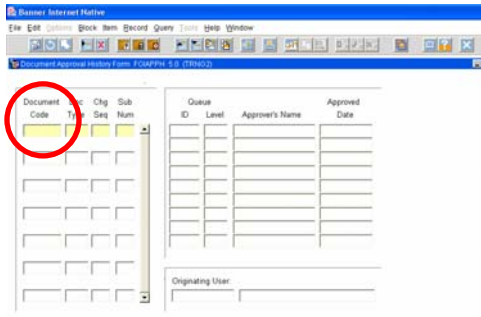 Banner Internet Native
File Edit Options Block Item Record Query Tools Help Window
Document Approval History Form FOIAPPH 5.0 (TRNG2)
Document Doc Chg Sub
Code Type Seq Num
Queue Approved
ID Level Approver's Name Date
Originating User: